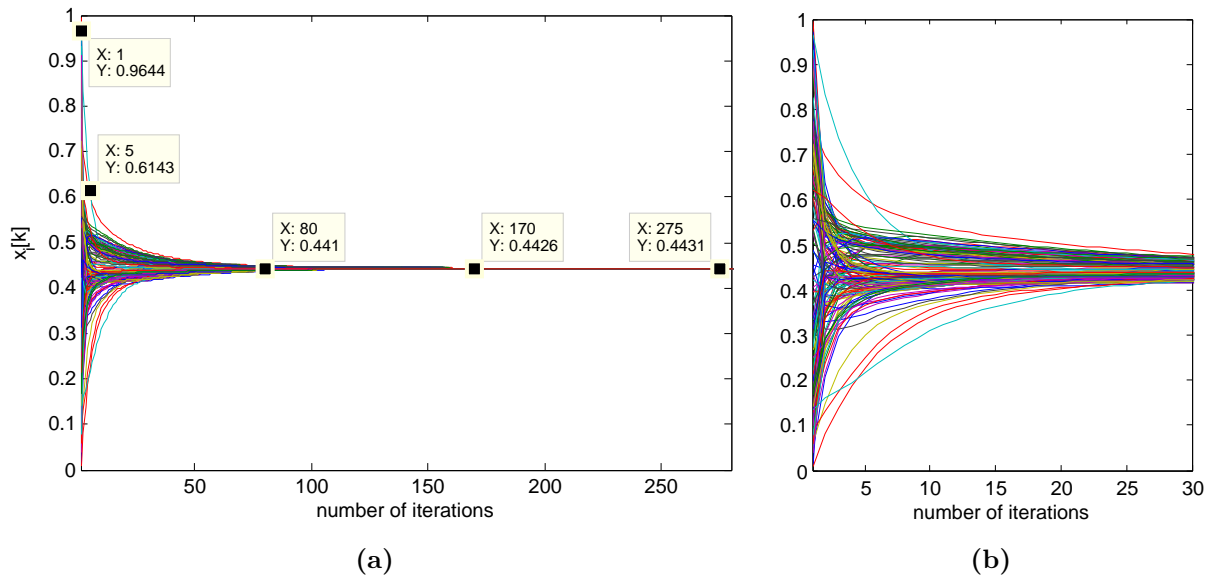 1
0.9
0.8
0.7
0.6
0.5
0.4
0.3
0.2
0.1
0
x_i[k]
X: 1
Y: 0.9644
X: 5
Y: 0.6143
X: 80
Y: 0.441
X: 170
Y: 0.4426
X: 275
Y: 0.4431
50 100 150 200 250
number of iterations
(a)
1
0.9
0.8
0.7
0.6
0.5
0.4
0.3
0.2
0.1
0
5 10 15 20 25 30
number of iterations
(b)